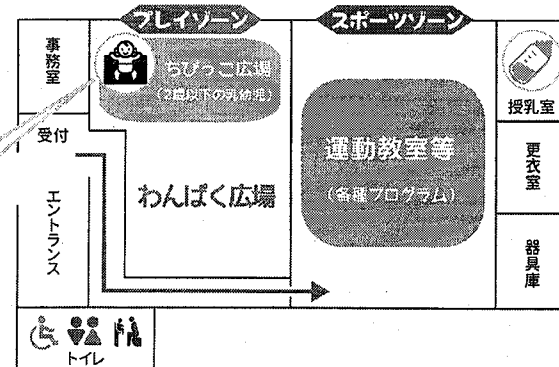 プレイゾーン
スポーツゾーン
事務室
ちびっこ広場
(2歳以下の乳幼児)
授乳室
受付
運動教室等
(各種プログラム)
更衣室
わんぱく広場
エントランス
器具庫
トイレ